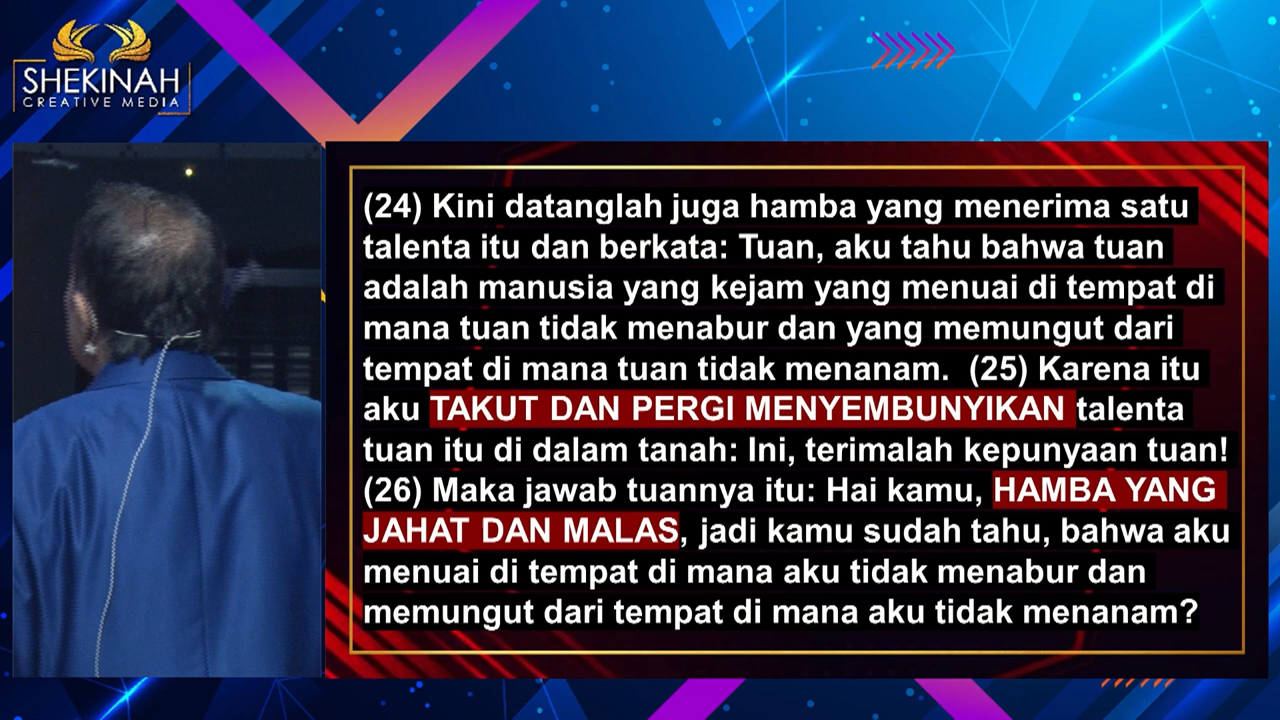 SHEKINAH
CREATIVE MEDIA
(24) Kini datanglah juga hamba yang menerima satu
talenta itu dan berkata: Tuan, aku tahu bahwa tuan
adalah manusia yang kejam yang menuai di tempat di
mana tuan tidak menabur dan yang memungut dari
tempat di mana tuan tidak menanam. (25) Karena itu
aku TAKUT DAN PERGI MENYEMBUNYIKAN talenta
tuan itu di dalam tanah: Ini, terimalah kepunyaan tuan!
(26) Maka jawab tuannya itu: Hai kamu, HAMBA YANG
JAHAT DAN MALAS, jadi kamu sudah tahu, bahwa aku
menuai di tempat di mana aku tidak menabur dan
memungut dari tempat di mana aku tidak menanam?